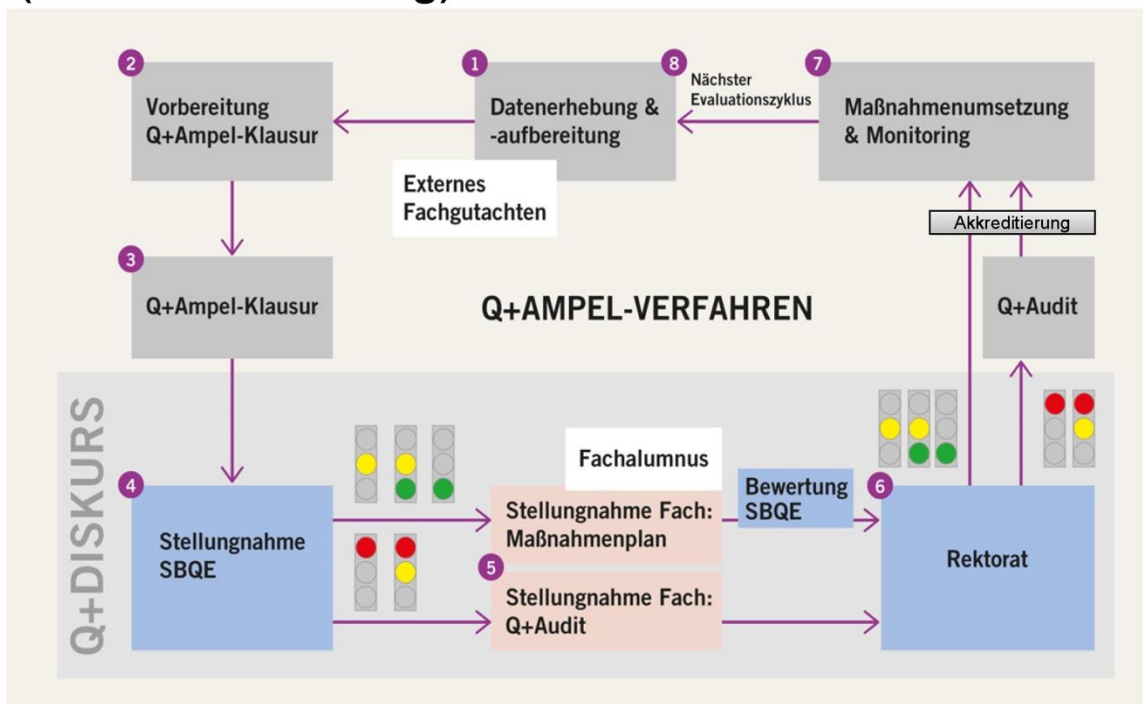 2
Vorbereitung
Q+Ampel-Klausur
1
Datenerhebung &
-aufbereitung
Externes
Fachgutachten
8
Nächster
Evaluationszyklus
7
Maßnahmenumsetzung
& Monitoring
Akkreditierung
3
Q+Ampel-Klausur
Q+AMPEL-VERFAHREN
Q+Audit
Q+DISKURS
4
Stellungnahme
SBQE
Fachalumnus
Stellungnahme Fach:
Maßnahmenplan
5
Stellungnahme Fach:
Q+Audit
Bewertung
SBQE
6
Rektorat